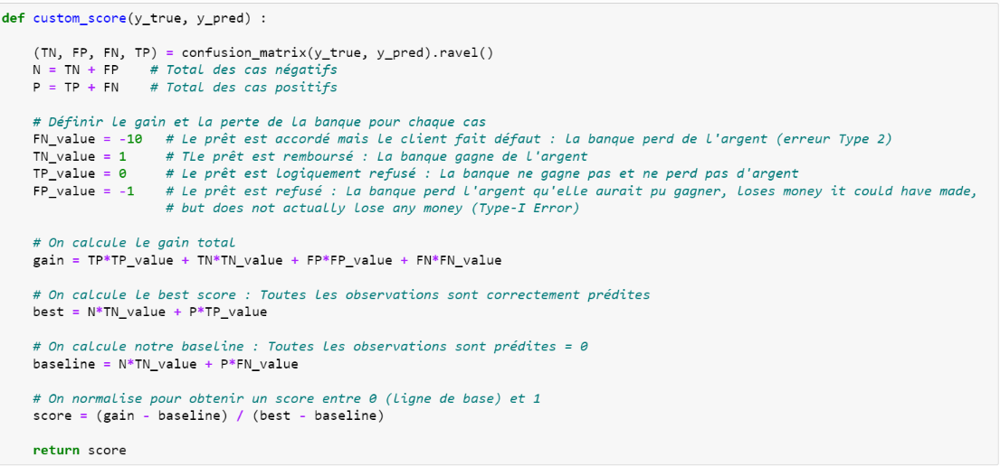 def custom_score(y_true, y_pred) :
(TN, FP, FN, TP) = confusion_matrix(y_true, y_pred).ravel()
N = TN + FP # Total des cas négatifs
P = TP + FN # Total des cas positifs
# Définir le gain et la perte de la banque pour chaque cas
FN_value = -10 # Le prêt est accordé mais le client fait défaut : la banque perd de l'argent (erreur Type 2)
TN_value = 1 # TLe prêt est remboursé : La banque gagne de l'argent
TP_value = 0 # Le prêt est logiquement refusé : La banque ne gagne pas et ne perd pas d'argent
FP_value = -1 # Le prêt est refusé : La banque perd l'argent qu'elle aurait pu gagner, loses money it could have made,
# but does not actually lose any money (Type-I Error)
# On calcule le gain total
gain = TP*TP_value + TN*TN_value + FP*FP_value + FN*FN_value
# On calcule le best score : Toutes les observations sont correctement prédites
best = N*TN_value + P*TP_value
# On calcule notre baseline : Toutes les observations sont prédites = 0
baseline = N*TN_value + P*FN_value
# On normalise pour obtenir un score entre 0 (ligne de base) et 1
score = (gain - baseline) / (best - baseline)
return score